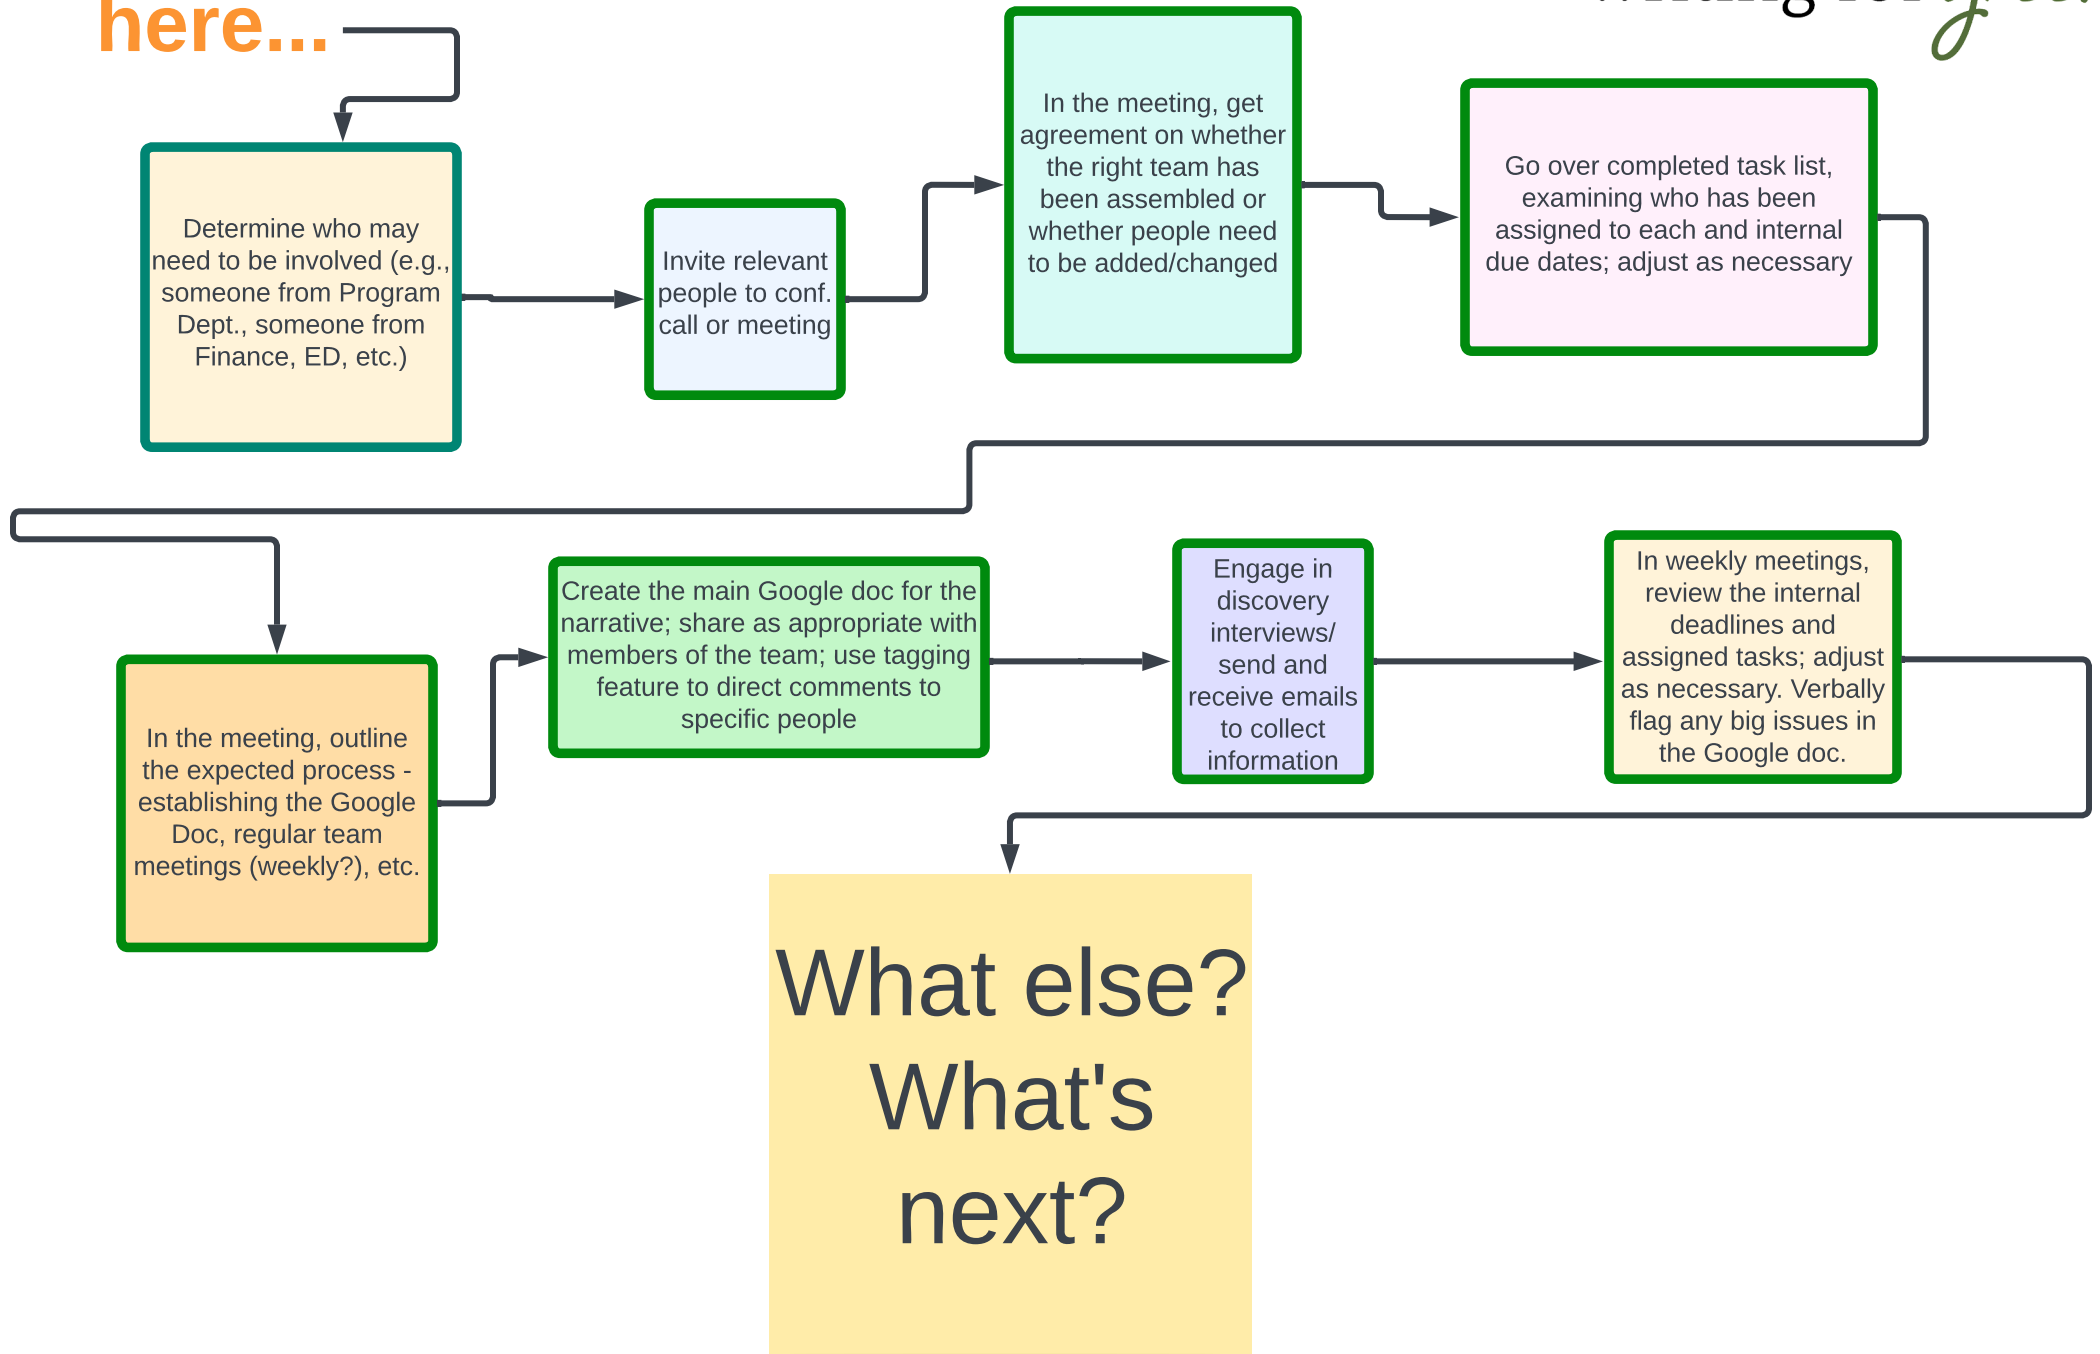 here...
Determine who may
need to be involved (e.g.,
someone from Program
Dept., someone from
Finance, ED, etc.)
Invite relevant
people to conf.
call or meeting
In the meeting, get
agreement on whether
the right team has
been assembled or
whether people need
to be added/changed
Go over completed task list,
examining who has been
assigned to each and internal
due dates; adjust as necessary
In the meeting, outline
the expected process -
establishing the Google
Doc, regular team
meetings (weekly?), etc.
Create the main Google doc for the
narrative; share as appropriate with
members of the team; use tagging
feature to direct comments to
specific people
Engage in
discovery
interviews/
send and
receive emails
to collect
information
In weekly meetings,
review the internal
deadlines and
assigned tasks; adjust
as necessary. Verbally
flag any big issues in
the Google doc.
What else?
What's
next?